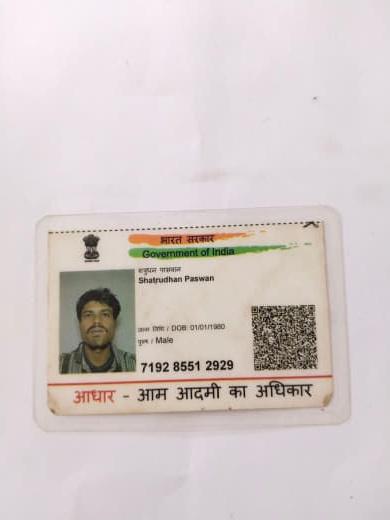 भारत सरकार
Government of India
पासवान
Shatrudhan Paswan
जन्म तिथि / DOB: 01/01/1980
पुरुष / Male
7192 8551 2929
आधार - आम आदमी का अधिकार